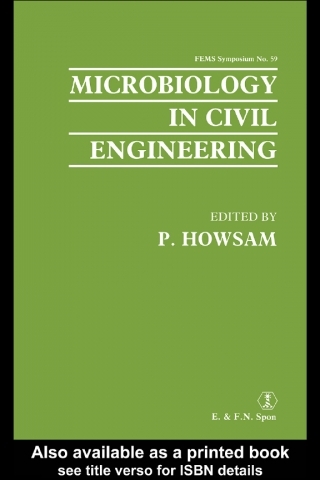 FEMS Symposium No. 59
MICROBIOLOGY
IN CIVIL
ENGINEERING
EDITED BY
P. HOWSAM
E. & F.N. Spon
Also available as a printed book
see title verso for ISBN details